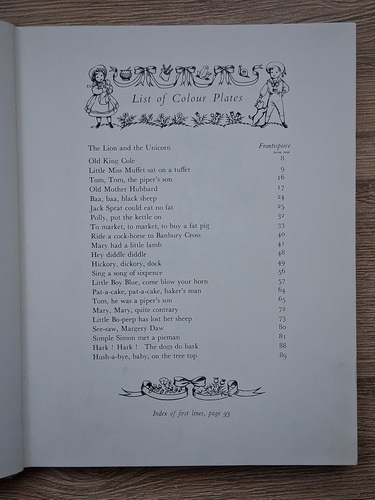 List of Colour Plates
The Lion and the Unicorn Frontispiece
Old King Cole 8
Little Miss Muffet sat on a tuffet 9
Tom, Tom, the piper's son 16
Old Mother Hubbard 17
Baa, baa, black sheep 24
Jack Sprat could eat no fat 25
Polly, put the kettle on 32
To market, to market, to buy a fat pig 33
Ride a cock-horse to Banbury Cross 40
Mary had a little lamb 41
Hey diddle diddle 48
Hickory, dickory, dock 49
Sing a song of sixpence 56
Little Boy Blue, come blow your horn 57
Pat-a-cake, pat-a-cake, baker's man 64
Tom, he was a piper's son 65
Mary, Mary, quite contrary 72
Little Bo-peep has lost her sheep 73
See-saw, Margery Daw 80
Simple Simon met a pieman 81
Hark ! Hark ! The dogs do bark 88
Hush-a-bye, baby, on the tree top 89
Index of first lines, page 93